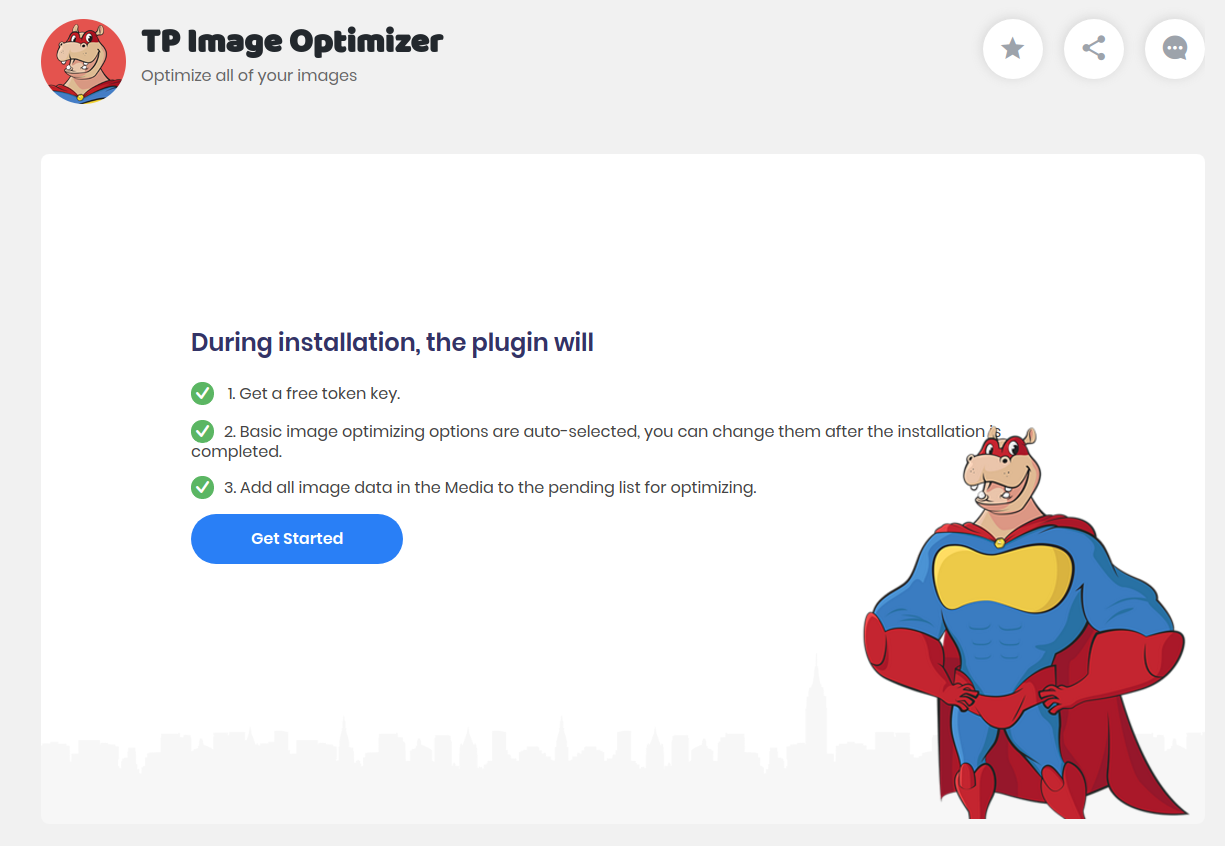 TP Image Optimizer
Optimize all of your images
During installation, the plugin will
1. Get a free token key.
2. Basic image optimizing options are auto-selected, you can change them after the installation is
completed.
3. Add all image data in the Media to the pending list for optimizing.
Get Started